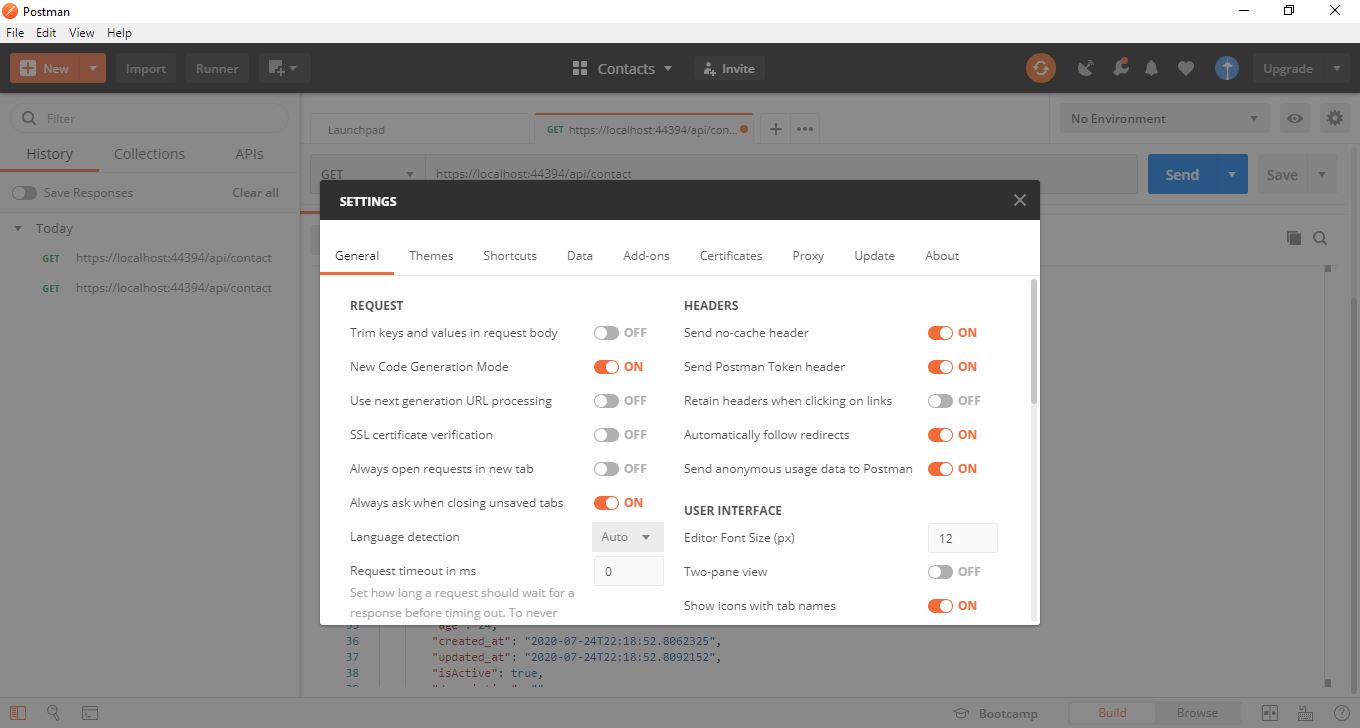 Postman
File Edit View Help
New Import Runner Contacts Invite Upgrade
Filter
History Collections APIs
Save Responses Clear all
Today
GET https://localhost:44394/api/contact
GET https://localhost:44394/api/contact
Launchpad GET https://localhost:44394/api/con... + ••• No Environment
GET https://localhost:44394/api/contact Send Save
SETTINGS
General Themes Shortcuts Data Add-ons Certificates Proxy Update About
REQUEST
Trim keys and values in request body OFF
New Code Generation Mode ON
Use next generation URL processing OFF
SSL certificate verification OFF
Always open requests in new tab OFF
Always ask when closing unsaved tabs ON
Language detection Auto
Request timeout in ms 0
Set how long a request should wait for a
response before timing out. To never
HEADERS
Send no-cache header ON
Send Postman Token header ON
Retain headers when clicking on links OFF
Automatically follow redirects ON
Send anonymous usage data to Postman ON
USER INTERFACE
Editor Font Size (px) 12
Two-pane view OFF
Show icons with tab names ON
35 "age": 24,
36 "created_at": "2020-07-24T22:18:52.8062325",
37 "updated_at": "2020-07-24T22:18:52.8092152",
38 "isActive": true,
Bootcamp Build Browse